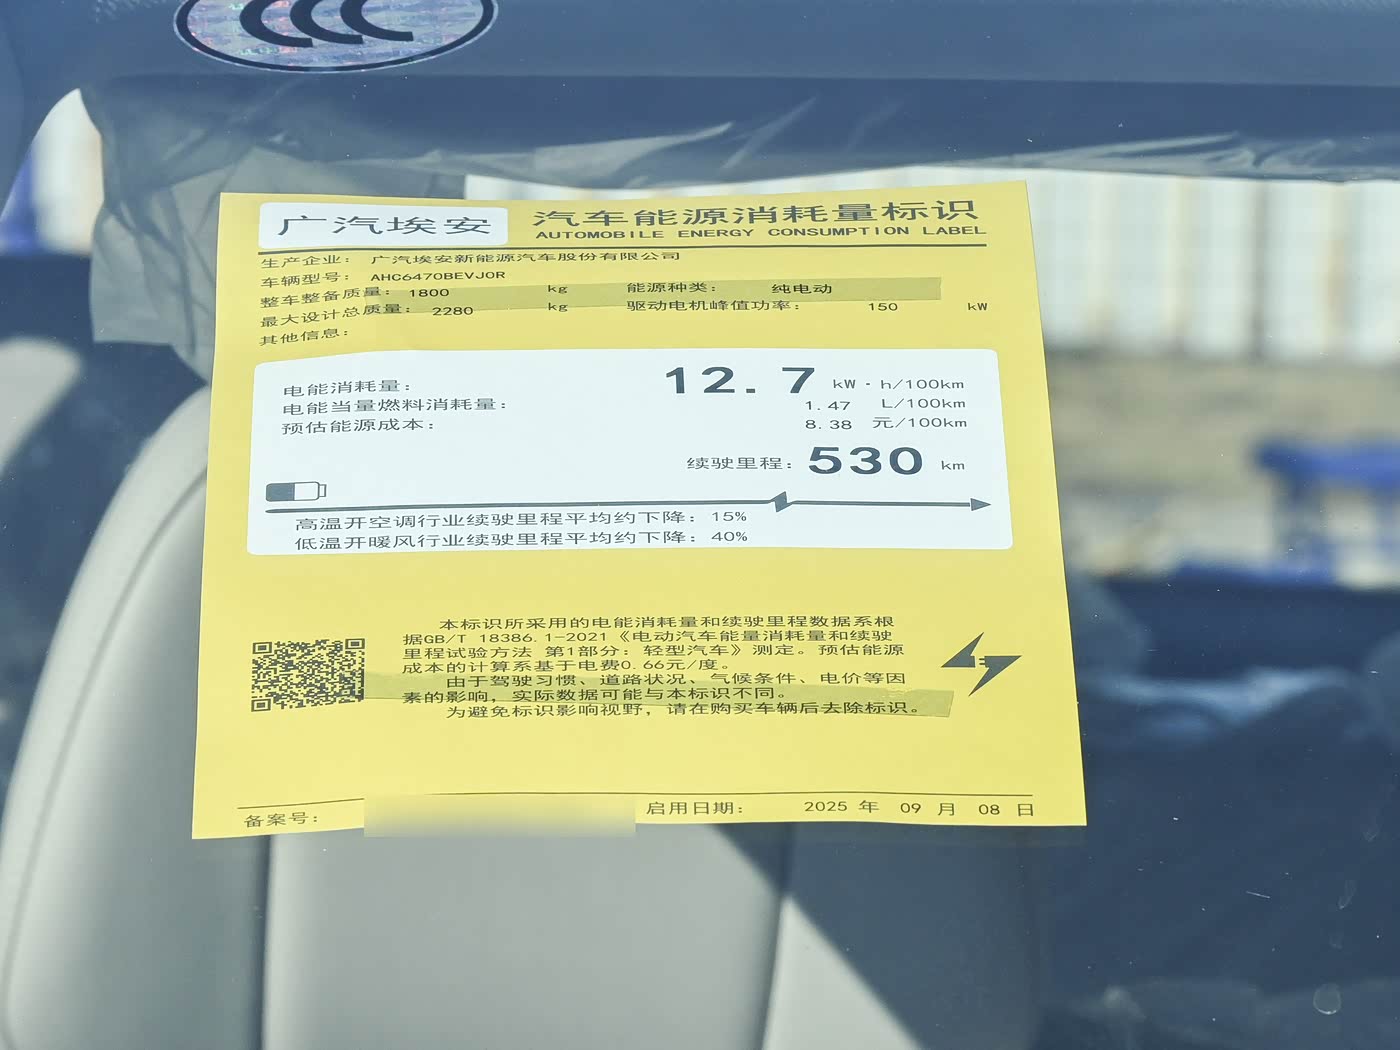 CCC
广汽埃安
汽车能源消耗量标识
AUTOMOBILE ENERGY CONSUMPTION LABEL
生产企业: 广汽埃安新能源汽车股份有限公司
车辆型号: AHC6470BEVJ0R
整车整备质量: 1800 kg 能源种类: 纯电动
最大设计总质量: 2280 kg 驱动电机峰值功率: 150 kW
其他信息:
电能消耗量: 12.7 kW·h/100km
电能当量燃料消耗量: 1.47 L/100km
预估能源成本: 8.38 元/100km
续驶里程: 530 km
高温开空调行业续驶里程平均约下降: 15%
低温开暖风行业续驶里程平均约下降: 40%
本标识所采用的电能消耗量和续驶里程数据系根
据GB/T 18386.1-2021《电动汽车能量消耗量和续驶
里程试验方法 第1部分: 轻型汽车》测定。预估能源
成本的计算系基于电费0.66元/度。
由于驾驶习惯、道路状况、气候条件、电价等因
素的影响, 实际数据可能与本标识不同。
为避免标识影响视野, 请在购买车辆后去除标识。
备案号:
启用日期: 2025 年 09 月 08 日